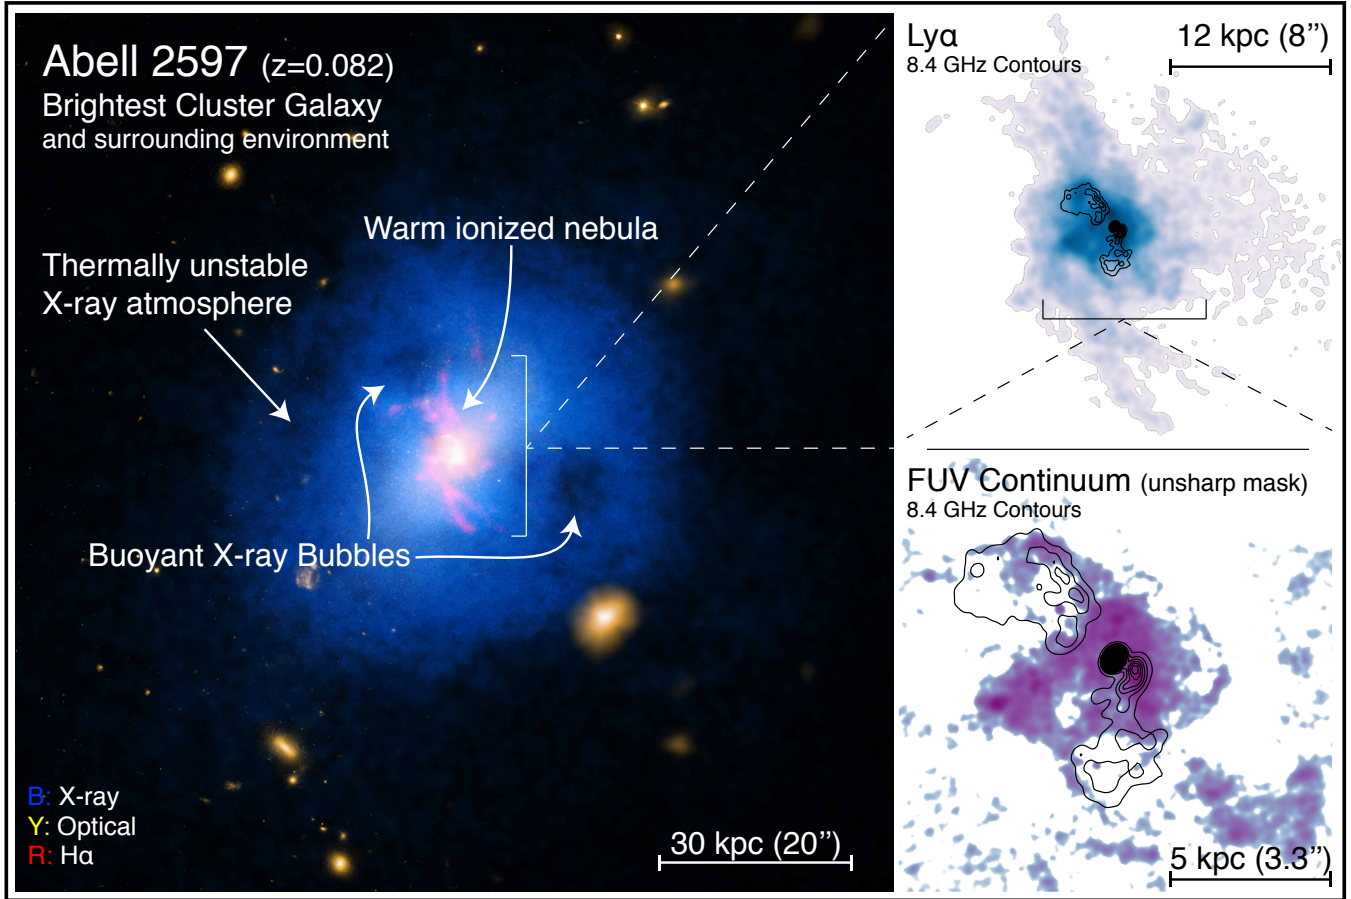 Abell 2597 (z=0.082)
Brightest Cluster Galaxy
and surrounding environment
Warm ionized nebula
Thermally unstable
X-ray atmosphere
Buoyant X-ray Bubbles
B: X-ray
Y: Optical
R: Hα
30 kpc (20”)
Lyα
8.4 GHz Contours
12 kpc (8”)
FUV Continuum (unsharp mask)
8.4 GHz Contours
5 kpc (3.3”)